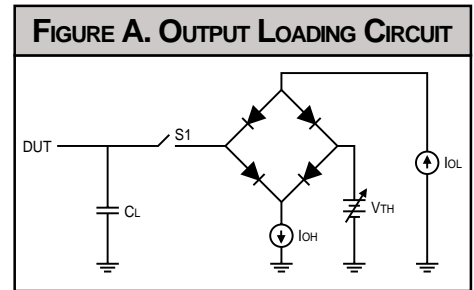 FIGURE A. OUTPUT LOADING CIRCUIT
DUT
S1
CL
IOH
VTH
IOL